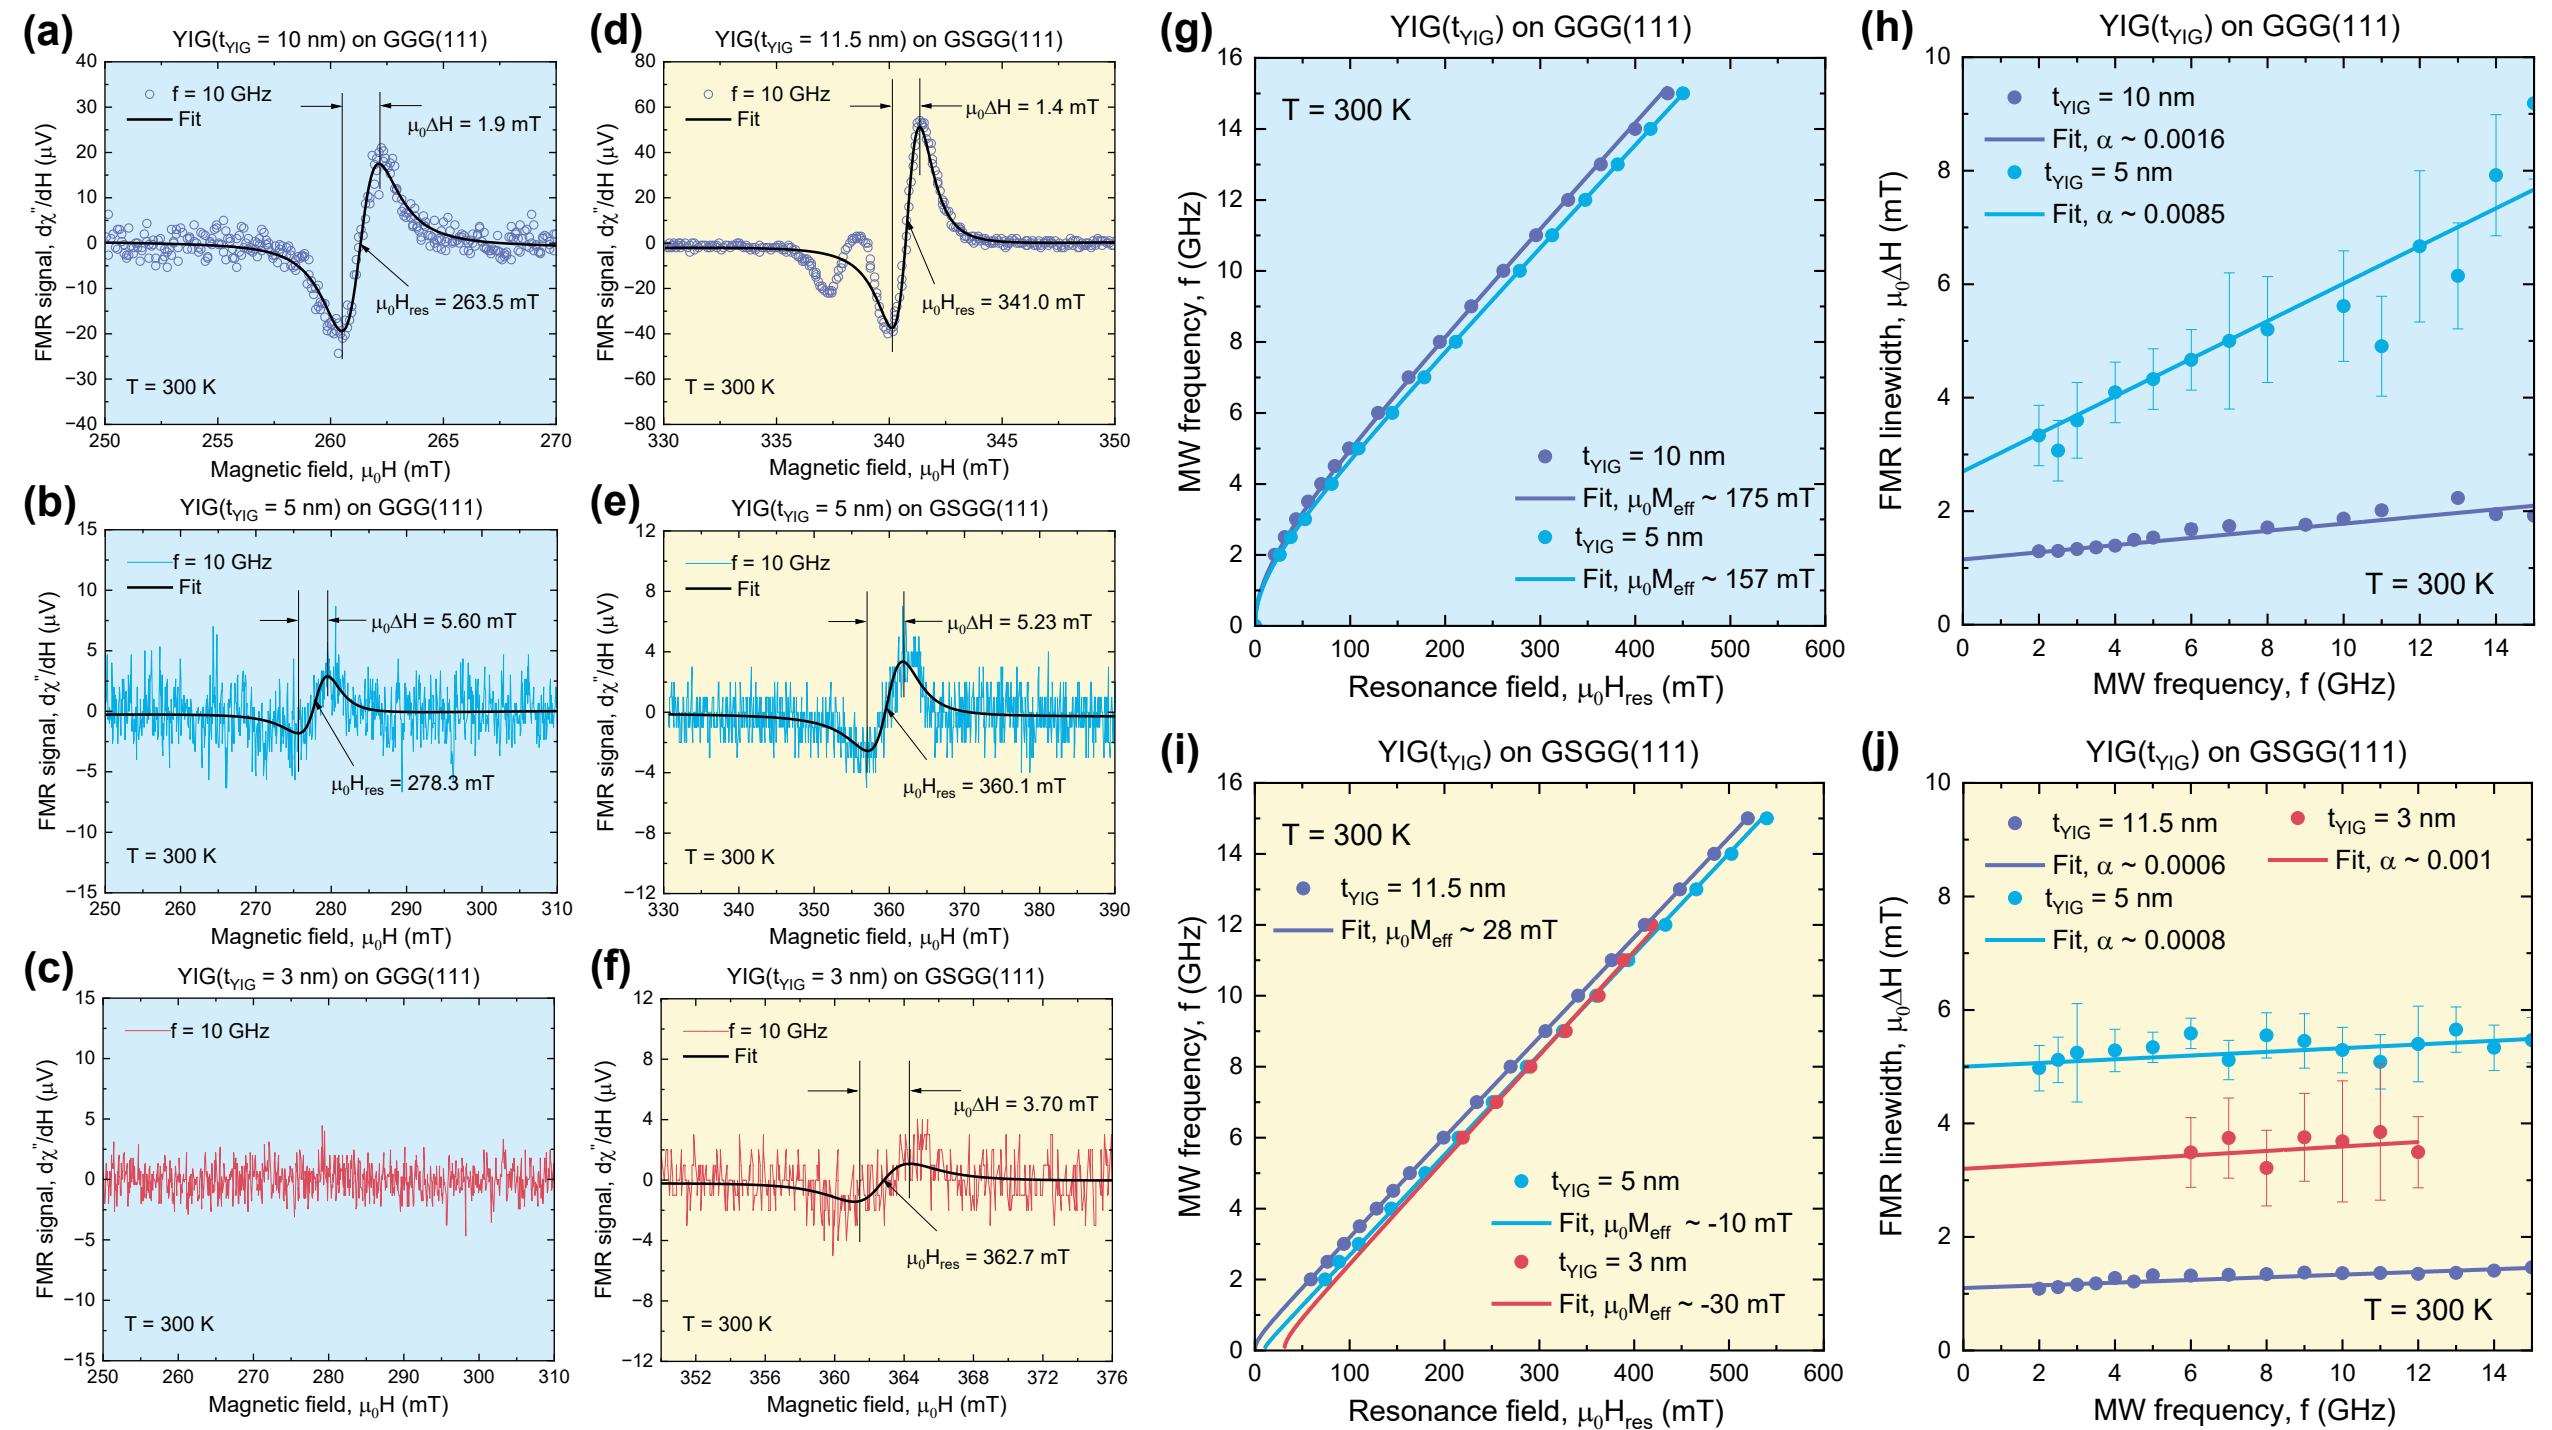 (a)
YIG(tYIG = 10 nm) on GGG(111)
f = 10 GHz
Fit
μ0ΔH = 1.9 mT
μ0Hres = 263.5 mT
T = 300 K
40
30
20
10
0
−10
−20
−30
−40
250 255 260 265 270
FMR signal, dχ"/dH (μV)
Magnetic field, μ0H (mT)
(b)
YIG(tYIG = 5 nm) on GGG(111)
f = 10 GHz
Fit
μ0ΔH = 5.60 mT
μ0Hres = 278.3 mT
T = 300 K
15
10
5
0
−5
−10
−15
250 260 270 280 290 300 310
FMR signal, dχ"/dH (μV)
Magnetic field, μ0H (mT)
(c)
YIG(tYIG = 3 nm) on GGG(111)
f = 10 GHz
T = 300 K
15
10
5
0
−5
−10
−15
250 260 270 280 290 300 310
FMR signal, dχ"/dH (μV)
Magnetic field, μ0H (mT)
(d)
YIG(tYIG = 11.5 nm) on GSGG(111)
f = 10 GHz
Fit
μ0ΔH = 1.4 mT
μ0Hres = 341.0 mT
T = 300 K
80
60
40
20
0
−20
−40
−60
−80
330 335 340 345 350
FMR signal, dχ"/dH (μV)
Magnetic field, μ0H (mT)
(e)
YIG(tYIG = 5 nm) on GSGG(111)
f = 10 GHz
Fit
μ0ΔH = 5.23 mT
μ0Hres = 360.1 mT
T = 300 K
12
8
4
0
−4
−8
−12
330 340 350 360 370 380 390
FMR signal, dχ"/dH (μV)
Magnetic field, μ0H (mT)
(f)
YIG(tYIG = 3 nm) on GSGG(111)
f = 10 GHz
Fit
μ0ΔH = 3.70 mT
μ0Hres = 362.7 mT
T = 300 K
12
8
4
0
−4
−8
−12
352 356 360 364 368 372 376
FMR signal, dχ"/dH (μV)
Magnetic field, μ0H (mT)
(g)
YIG(tYIG) on GGG(111)
T = 300 K
tYIG = 10 nm
Fit, μ0Meff ~ 175 mT
tYIG = 5 nm
Fit, μ0Meff ~ 157 mT
16
14
12
10
8
6
4
2
0
0 100 200 300 400 500 600
MW frequency, f (GHz)
Resonance field, μ0Hres (mT)
(h)
YIG(tYIG) on GGG(111)
tYIG = 10 nm
Fit, α ~ 0.0016
tYIG = 5 nm
Fit, α ~ 0.0085
T = 300 K
10
8
6
4
2
0
0 2 4 6 8 10 12 14
FMR linewidth, μ0ΔH (mT)
MW frequency, f (GHz)
(i)
YIG(tYIG) on GSGG(111)
T = 300 K
tYIG = 11.5 nm
Fit, μ0Meff ~ 28 mT
tYIG = 5 nm
Fit, μ0Meff ~ -10 mT
tYIG = 3 nm
Fit, μ0Meff ~ -30 mT
16
14
12
10
8
6
4
2
0
0 100 200 300 400 500 600
MW frequency, f (GHz)
Resonance field, μ0Hres (mT)
(j)
YIG(tYIG) on GSGG(111)
tYIG = 11.5 nm
Fit, α ~ 0.0006
tYIG = 5 nm
Fit, α ~ 0.0008
tYIG = 3 nm
Fit, α ~ 0.001
T = 300 K
10
8
6
4
2
0
0 2 4 6 8 10 12 14
FMR linewidth, μ0ΔH (mT)
MW frequency, f (GHz)